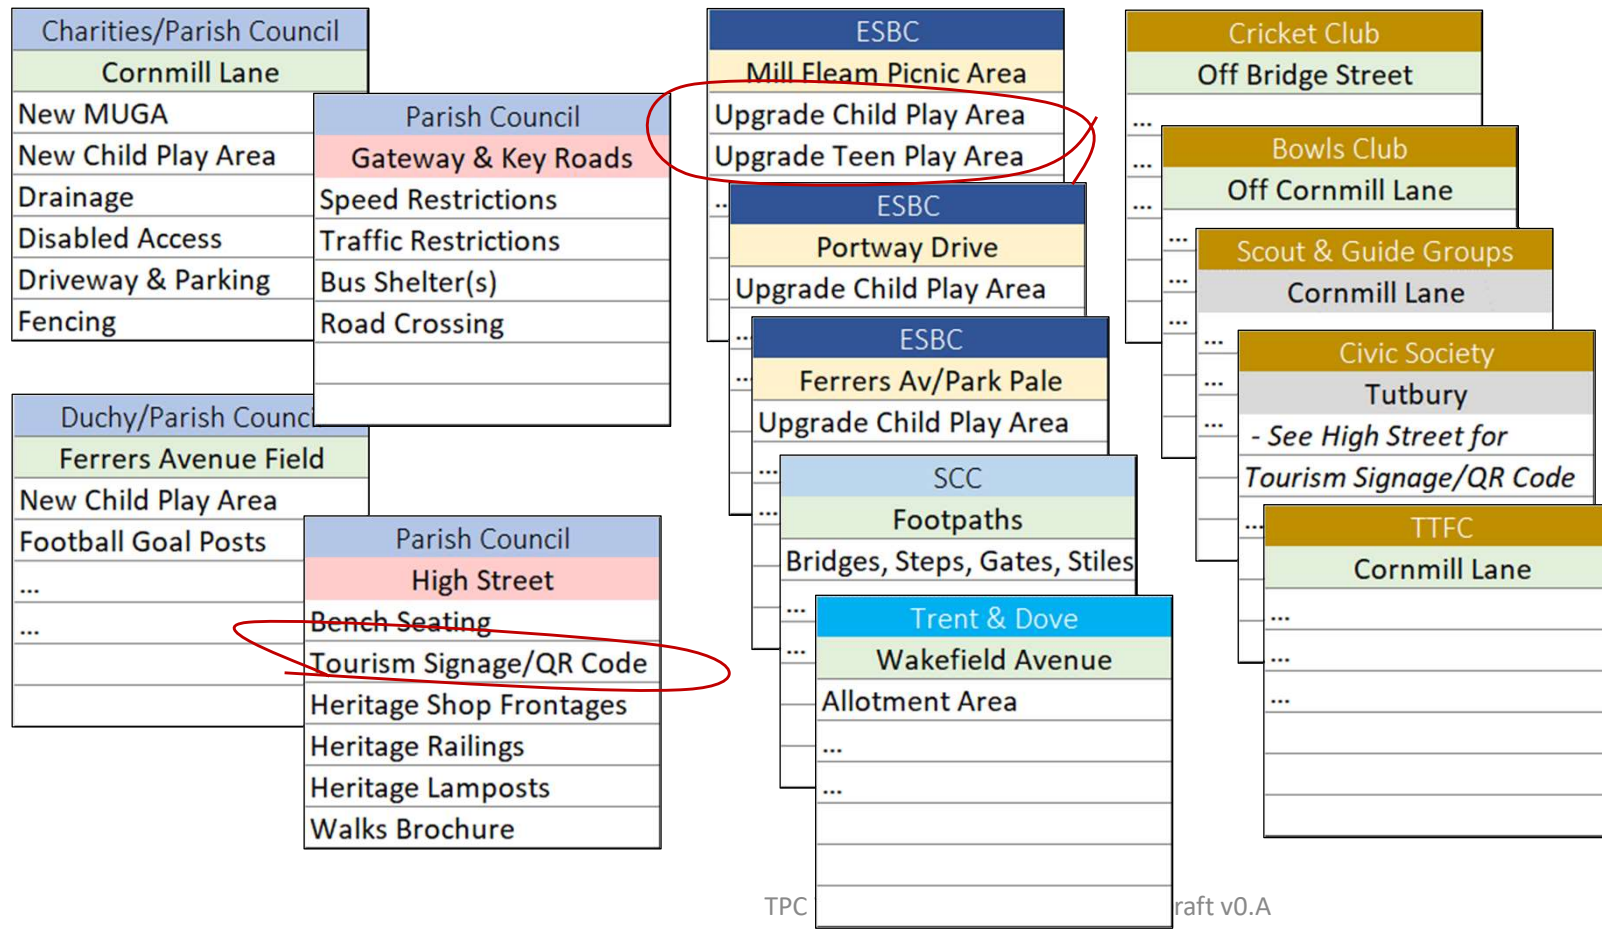 Charities/Parish Council
Cornmill Lane
New MUGA
New Child Play Area
Drainage
Disabled Access
Driveway & Parking
Fencing
Parish Council
Gateway & Key Roads
Speed Restrictions
Traffic Restrictions
Bus Shelter(s)
Road Crossing
Duchy/Parish Counc
Ferrers Avenue Field
New Child Play Area
Football Goal Posts
...
...
Parish Council
High Street
Bench Seating
Tourism Signage/QR Code
Heritage Shop Frontages
Heritage Railings
Heritage Lamposts
Walks Brochure
ESBC
Mill Fleam Picnic Area
Upgrade Child Play Area
Upgrade Teen Play Area
...
ESBC
Portway Drive
Upgrade Child Play Area
...
...
ESBC
Ferrers Av/Park Pale
Upgrade Child Play Area
...
...
SCC
Footpaths
Bridges, Steps, Gates, Stiles
...
...
Trent & Dove
Wakefield Avenue
Allotment Area
...
...
Cricket Club
Off Bridge Street
...
...
...
Bowls Club
Off Cornmill Lane
...
...
...
Scout & Guide Groups
Cornmill Lane
...
...
...
Civic Society
Tutbury
- See High Street for
Tourism Signage/QR Code
...
TTFC
Cornmill Lane
...
...
...
TPC raft v0.A